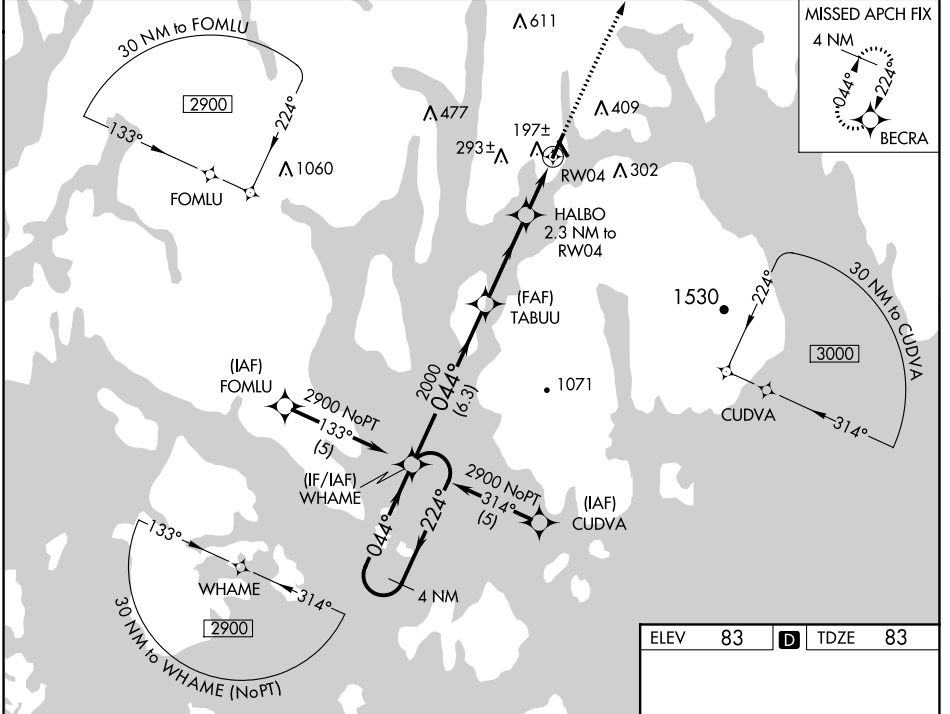 30 NM to FOMLU
2900
133°
224°
FOMLU
1060
611
477
409
293±
197±
302
RW04
MISSED APCH FIX
4 NM
044°
224°
BECRA
HALBO
2.3 NM to
RW04
(FAF)
TABUU
1530
30 NM to CUDVA
224°
3000
CUDVA
314°
(IAF)
FOMLU
2900 NoPT
133°
(5)
2000
044°
(6.3)
1071
(IF/IAF)
WHAME
2900 NoPT
314°
(5)
(IAF)
CUDVA
044°
224°
4 NM
133°
WHAME
314°
2900
30 NM to WHAME (NoPT)
ELEV 83 D TDZE 83